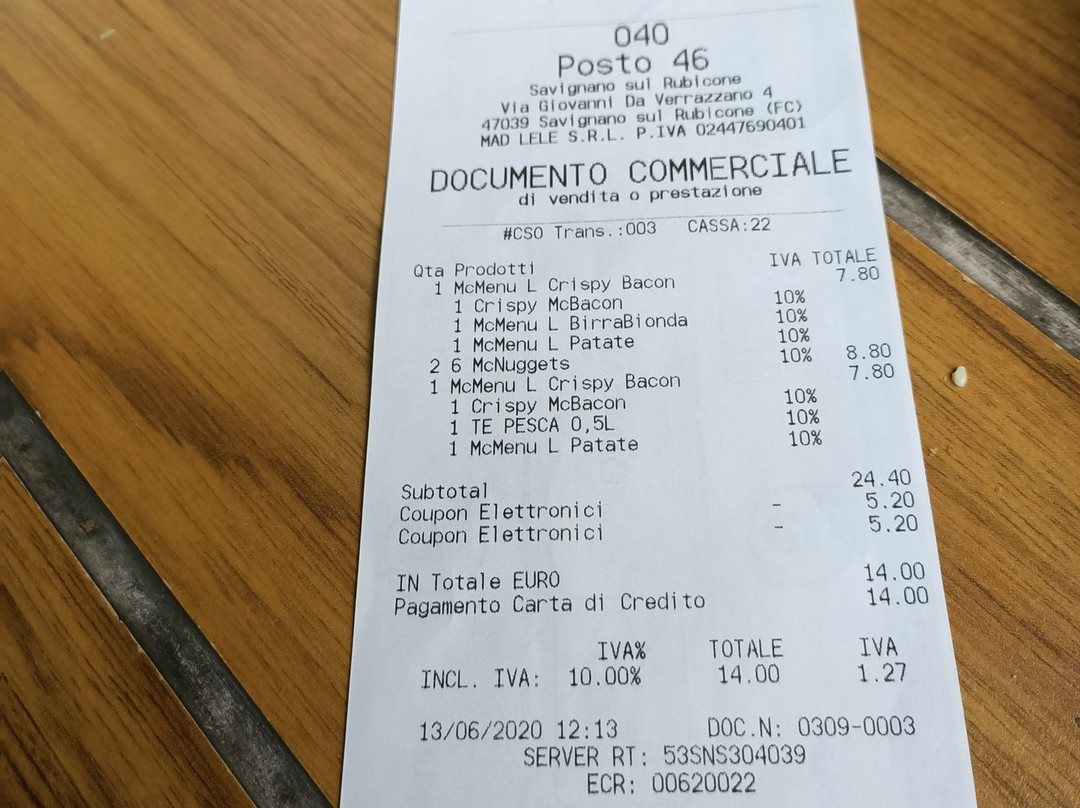 040
Posto 46
Savignano sul Rubicone
Via Giovanni Da Verrazzano 4
47039 Savignano sul Rubicone (FC)
MAD LELE S.R.L. P.IVA 02447690401
DOCUMENTO COMMERCIALE
di vendita o prestazione
#CSO Trans.:003 CASSA:22
Qta Prodotti IVA TOTALE
1 McMenu L Crispy Bacon 7.80
1 Crispy McBacon 10%
1 McMenu L BirraBionda 10%
1 McMenu L Patate 10%
2 6 McNuggets 10% 8.80
1 McMenu L Crispy Bacon 7.80
1 Crispy McBacon 10%
1 TE PESCA 0,5L 10%
1 McMenu L Patate 10%
Subtotal 24.40
Coupon Elettronici - 5.20
Coupon Elettronici - 5.20
IN Totale EURO 14.00
Pagamento Carta di Credito 14.00
IVA% TOTALE IVA
INCL. IVA: 10.00% 14.00 1.27
13/06/2020 12:13 DOC.N: 0309-0003
SERVER RT: 53SNS304039
ECR: 00620022